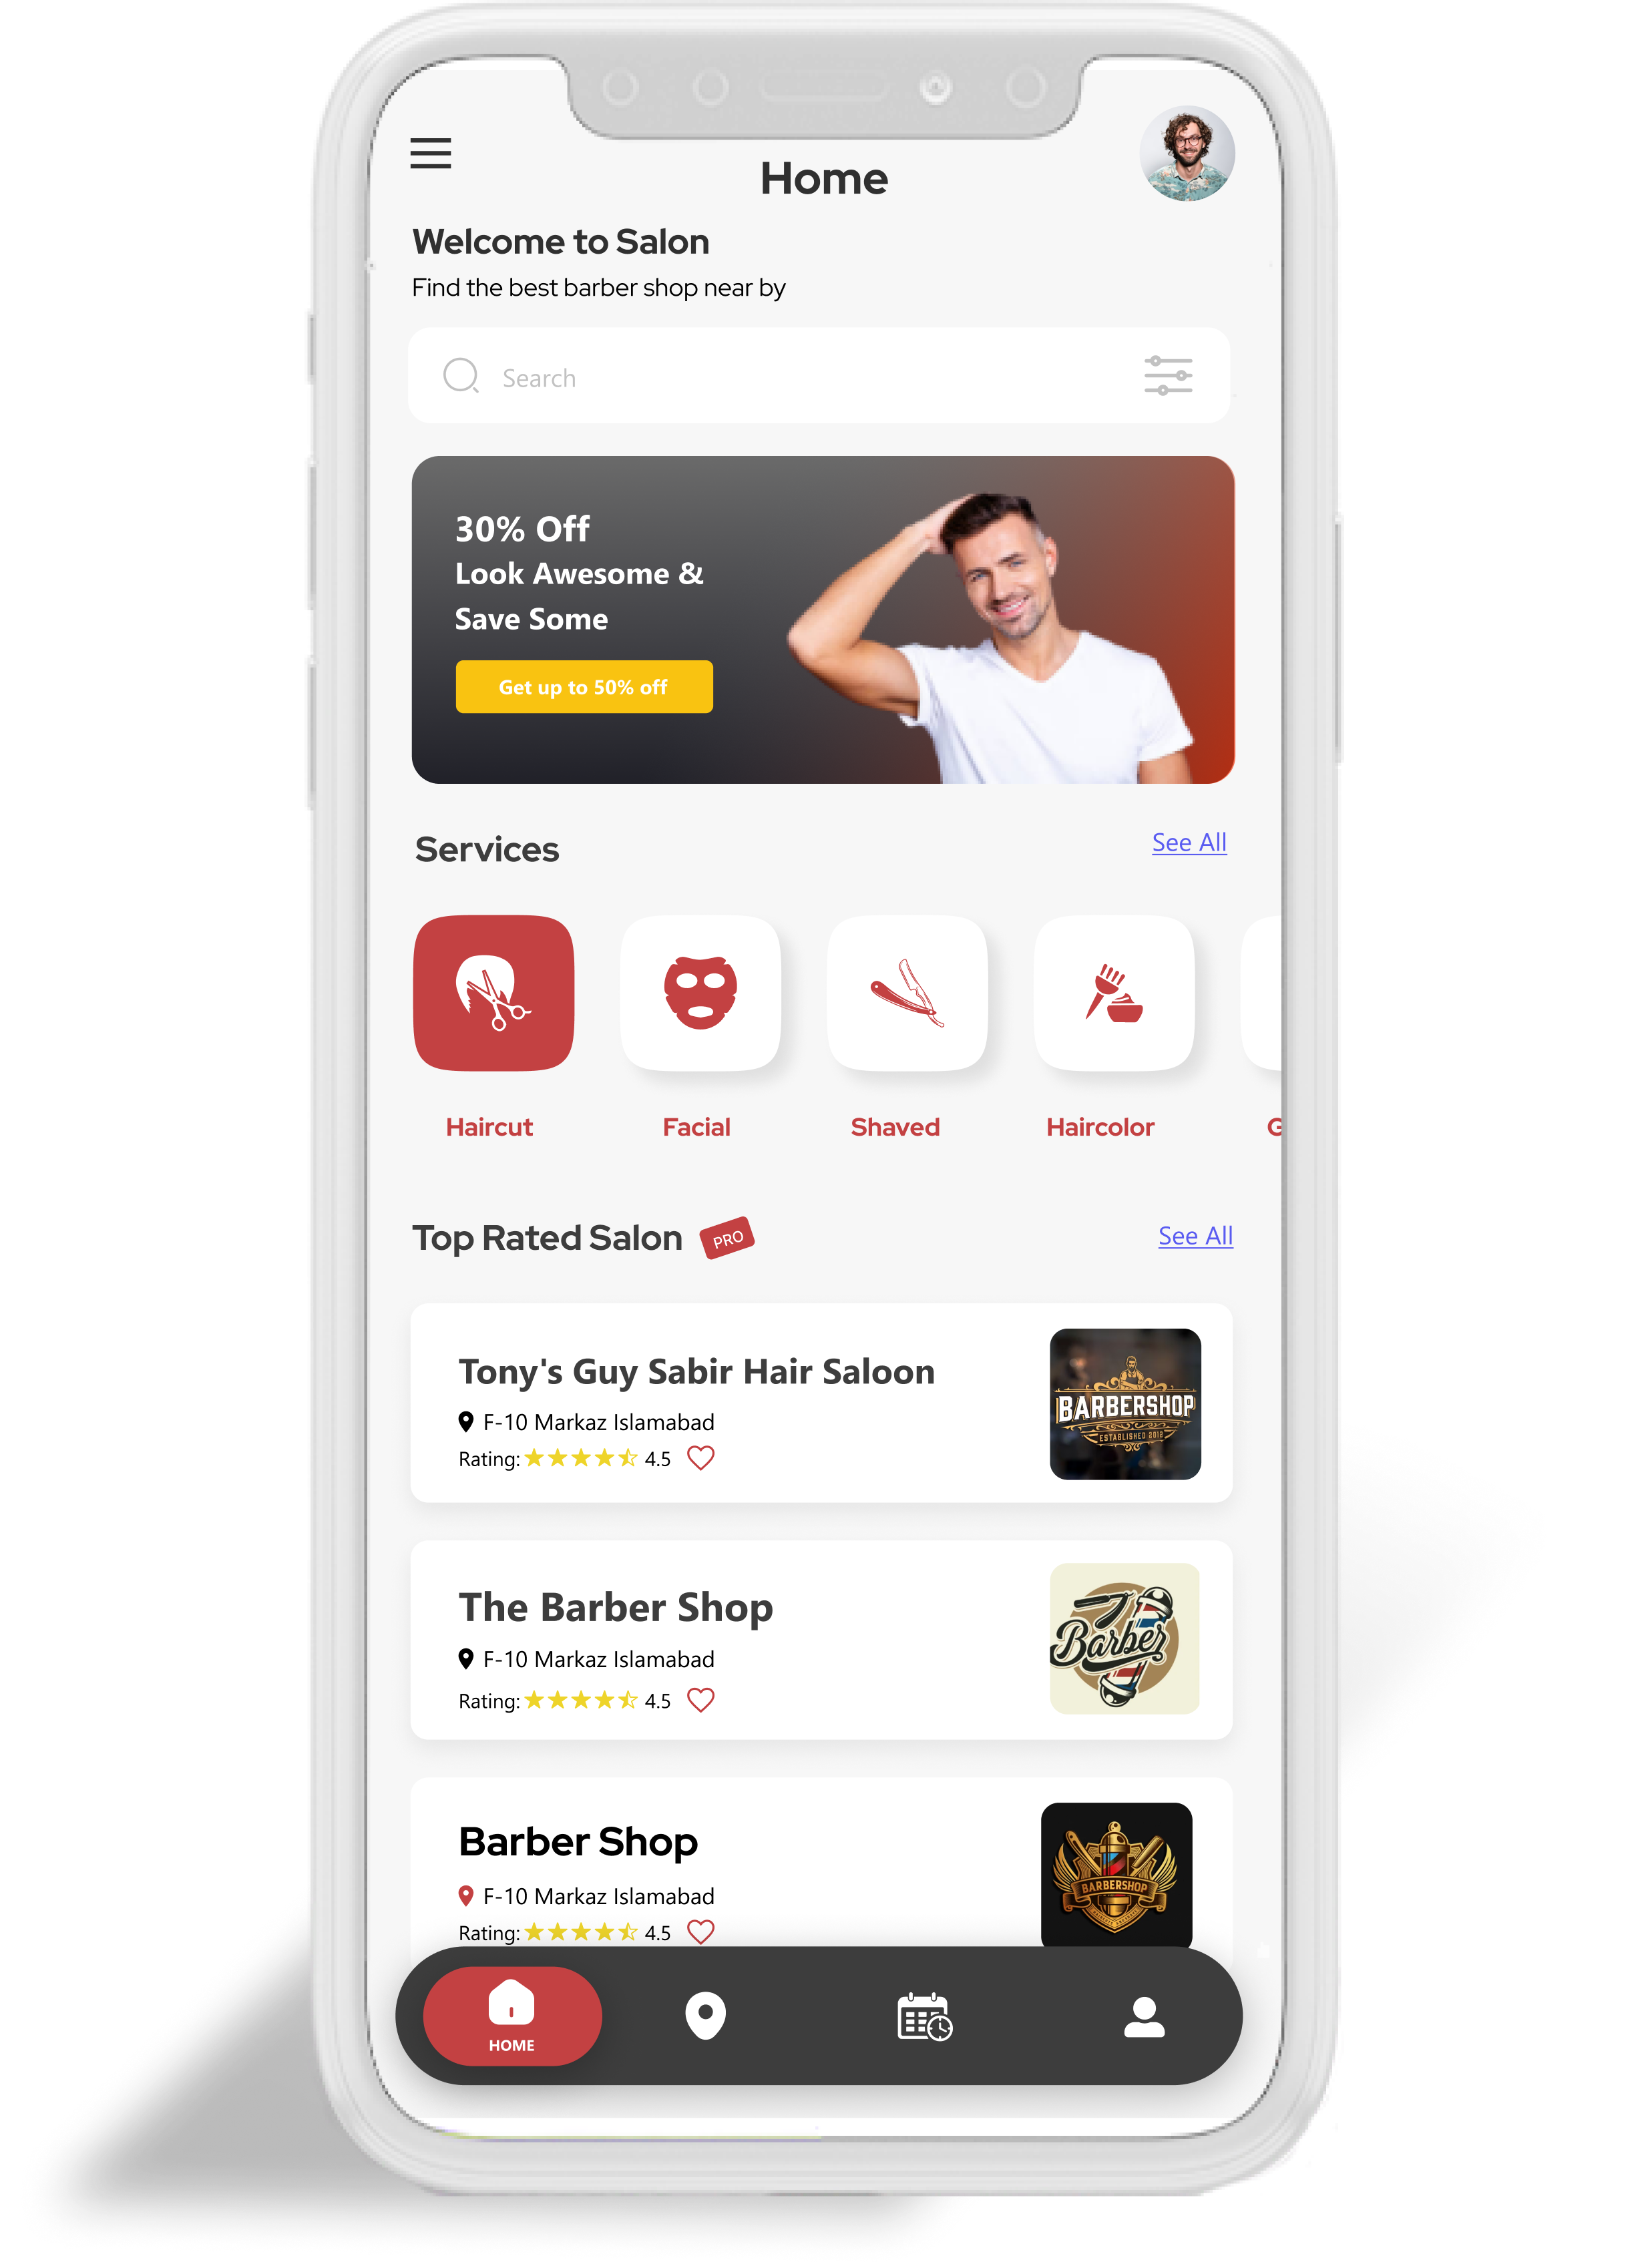 Home
Welcome to Salon
Find the best barber shop near by
Search
30% Off
Look Awesome &
Save Some
Get up to 50% off
Services
See All
Haircut
Facial
Shaved
Haircolor
G
Top Rated Salon
PRO
See All
Tony's Guy Sabir Hair Saloon
F-10 Markaz Islamabad
Rating: 4.5
BARBERSHOP
ESTABLISHED 2012
The Barber Shop
F-10 Markaz Islamabad
Rating: 4.5
Barber
Barber Shop
F-10 Markaz Islamabad
Rating: 4.5
BARBERSHOP
HOME